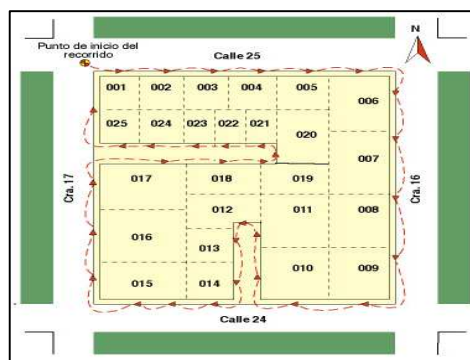 Punto de inicio del
recorrido
Calle 25
N
001 002 003 004 005
006
025 024 023 022 021
020
007
017 018 019
Cra.17
Cra.16
012 011 008
016
013
010 009
015 014
Calle 24